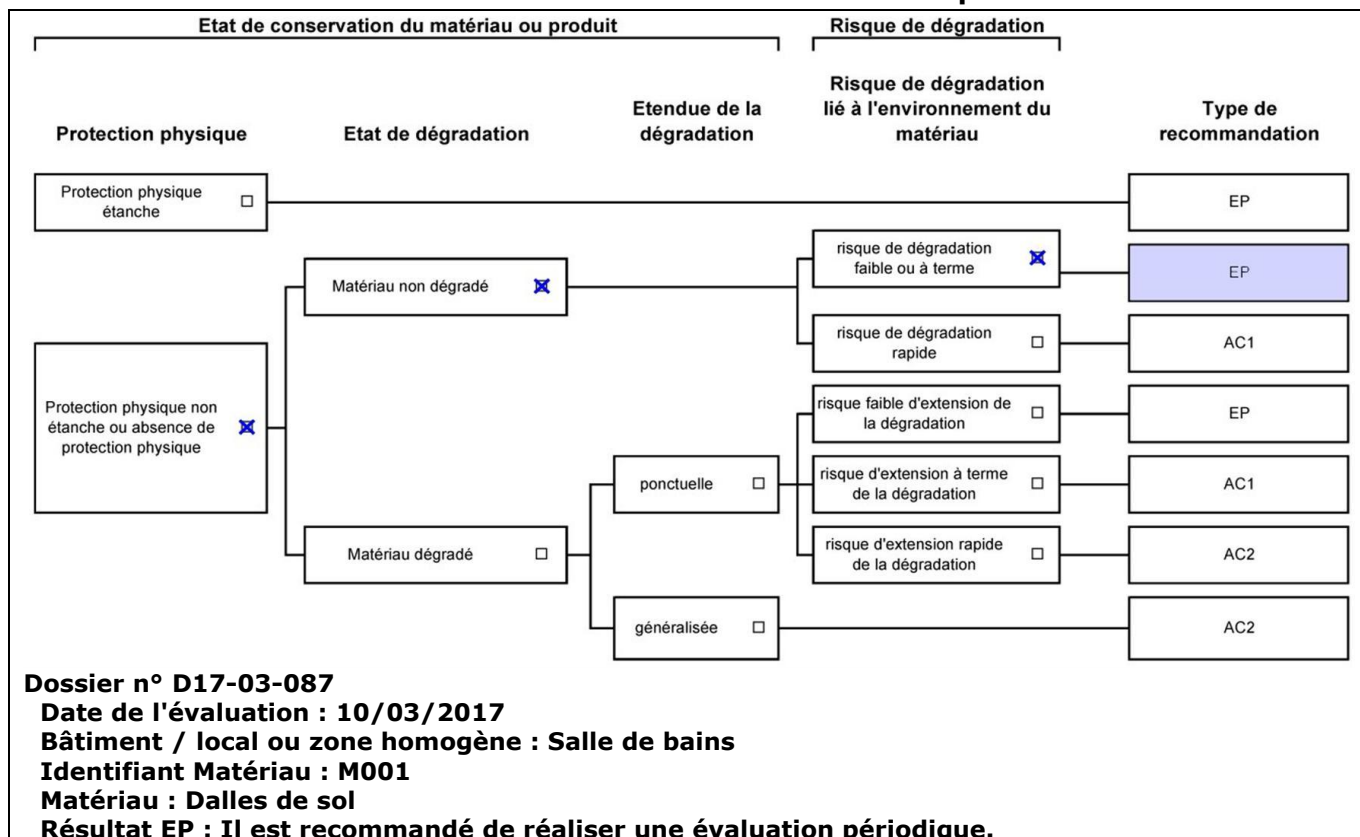 Etat de conservation du matériau ou produit
Risque de dégradation
Protection physique
Etat de dégradation
Etendue de la
dégradation
Risque de dégradation
lié à l'environnement du
matériau
Type de
recommandation
Protection physique
étanche
EP
risque de dégradation
faible ou à terme
EP
Matériau non dégradé
risque de dégradation
rapide
AC1
Protection physique non
étanche ou absence de
protection physique
risque faible d'extension de
la dégradation
EP
ponctuelle
risque d'extension à terme
de la dégradation
AC1
Matériau dégradé
risque d'extension rapide
de la dégradation
AC2
généralisée
AC2
Dossier n° D17-03-087
Date de l'évaluation : 10/03/2017
Bâtiment / local ou zone homogène : Salle de bains
Identifiant Matériau : M001
Matériau : Dalles de sol
Résultat EP : Il est recommandé de réaliser une évaluation périodique.